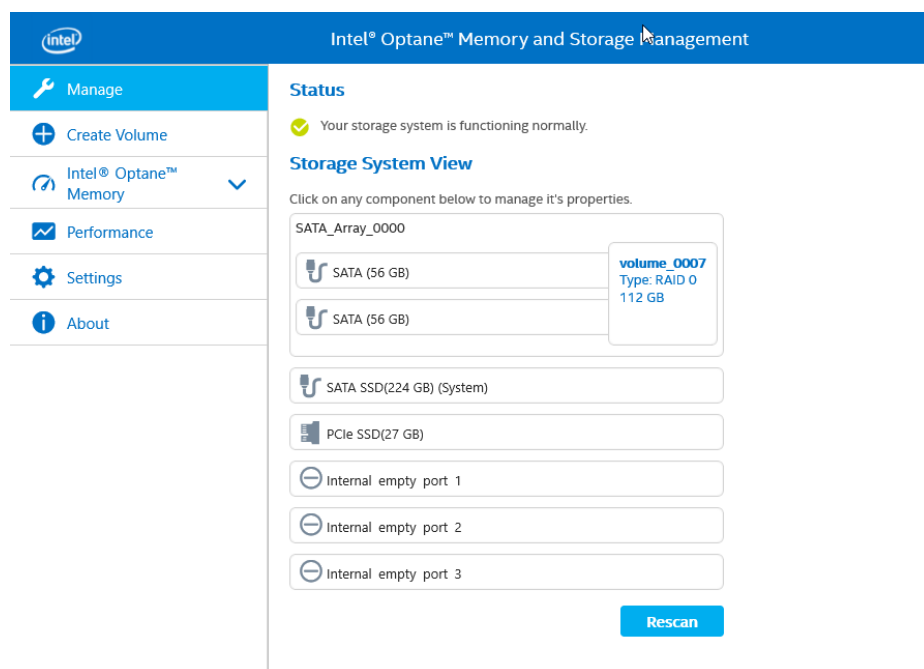 intel
Intel® Optane™ Memory and Storage Management
Manage
Create Volume
Intel® Optane™
Memory
Performance
Settings
About
Status
Your storage system is functioning normally.
Storage System View
Click on any component below to manage it's properties.
SATA_Array_0000
SATA (56 GB)
SATA (56 GB)
volume_0007
Type: RAID 0
112 GB
SATA SSD(224 GB) (System)
PCIe SSD(27 GB)
Internal empty port 1
Internal empty port 2
Internal empty port 3
Rescan